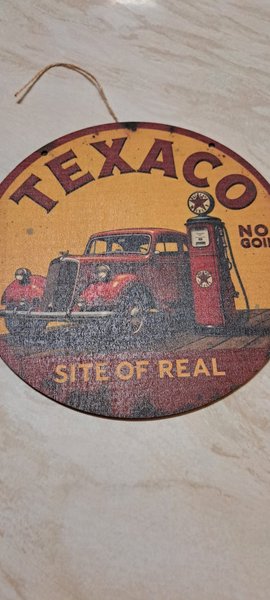 TEXACO
NO
SITE OF REAL